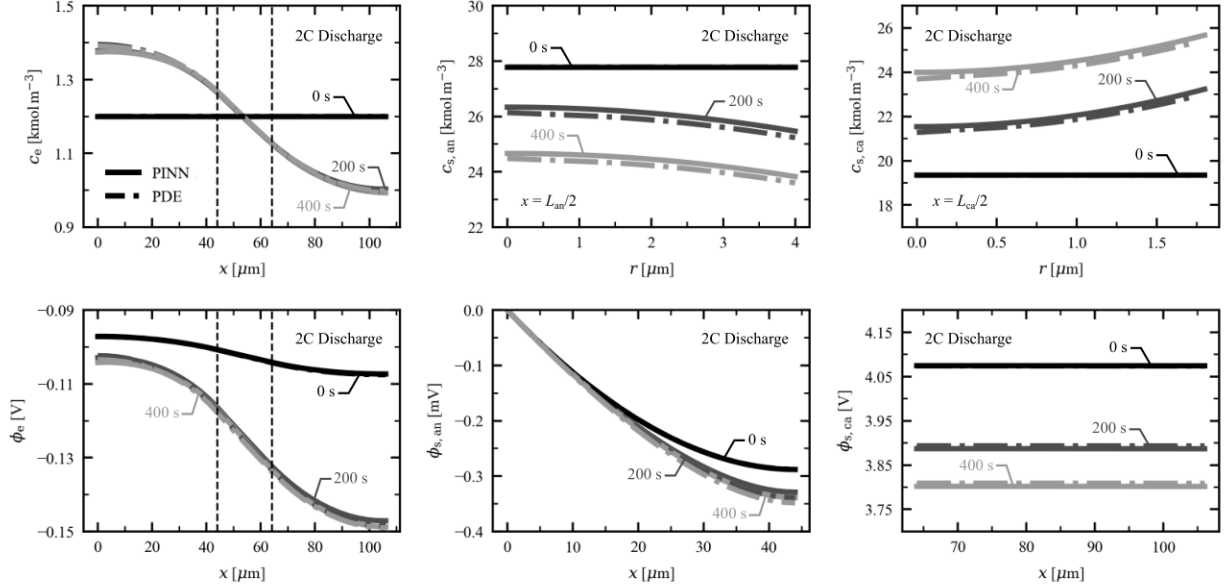 2C Discharge
0 s
200 s
400 s
PINN
PDE
c_e [kmol m⁻³]
1.5
1.3
1.1
0.9
0 20 40 60 80 100
x [μm]
2C Discharge
0 s
200 s
400 s
x = L_an/2
c_s, an [kmol m⁻³]
30
28
26
24
22
0 1 2 3 4
r [μm]
2C Discharge
400 s
200 s
0 s
x = L_ca/2
c_s, ca [kmol m⁻³]
25
23
21
19
17
0.0 0.5 1.0 1.5
r [μm]
2C Discharge
0 s
400 s
200 s
ϕ_e [V]
−0.09
−0.11
−0.13
−0.15
0 20 40 60 80 100
x [μm]
2C Discharge
0 s
200 s
400 s
ϕ_s, an [mV]
0.0
−0.1
−0.2
−0.3
−0.4
0 10 20 30 40
x [μm]
2C Discharge
0 s
200 s
400 s
ϕ_s, ca [V]
4.15
4.05
3.95
3.85
3.75
70 80 90 100
x [μm]